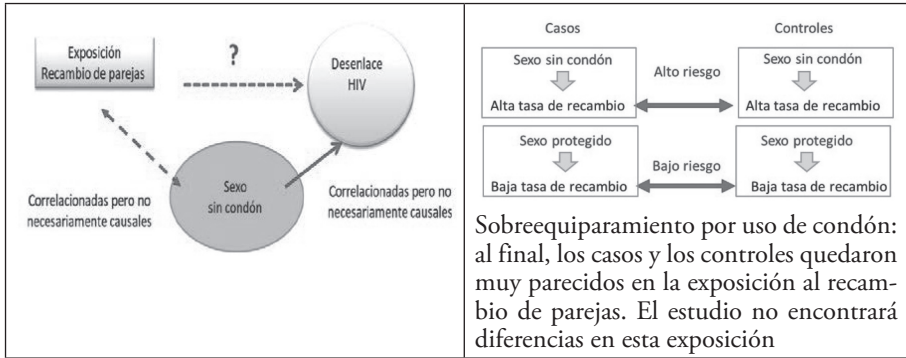 Exposición
Recambio de parejas
?
Desenlace
HIV
Sexo
sin condón
Correlacionadas pero no
necesariamente causales
Correlacionadas pero no
necesariamente causales
Casos
Controles
Sexo sin condón
Alta tasa de recambio
Alto riesgo
Sexo sin condón
Alta tasa de recambio
Sexo protegido
Baja tasa de recambio
Bajo riesgo
Sexo protegido
Baja tasa de recambio
Sobreequiparamiento por uso de condón:
al final, los casos y los controles quedaron
muy parecidos en la exposición al recam-
bio de parejas. El estudio no encontrará
diferencias en esta exposición